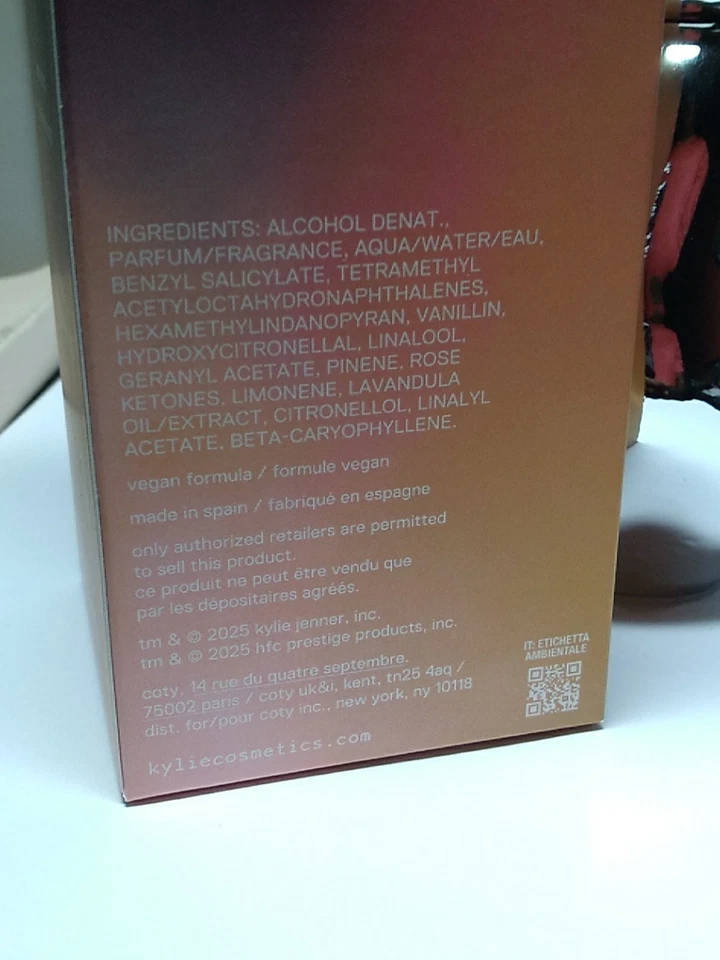 INGREDIENTS: ALCOHOL DENAT.,
PARFUM/FRAGRANCE, AQUA/WATER/EAU,
BENZYL SALICYLATE, TETRAMETHYL
ACETYLOCTAHYDRONAPHTHALENES,
HEXAMETHYLINDANOPYRAN, VANILLIN,
HYDROXYCITRONELLAL, LINALOOL,
GERANYL ACETATE, PINENE, ROSE
KETONES, LIMONENE, LAVANDULA
OIL/EXTRACT, CITRONELLOL, LINALYL
ACETATE, BETA-CARYOPHYLLENE.
vegan formula / formule vegan
made in spain / fabriqué en espagne
only authorized retailers are permitted
to sell this product.
ce produit ne peut être vendu que
par les dépositaires agréés.
tm & © 2025 kylie jenner, inc.
tm & © 2025 hfc prestige products, inc.
coty, 14 rue du quatre septembre,
75002 paris / coty uk&i, kent, tn25 4aq /
dist. for/pour coty inc., new york, ny 10118
kyliecosmetics.com
IT: ETICHETTA
AMBIENTALE